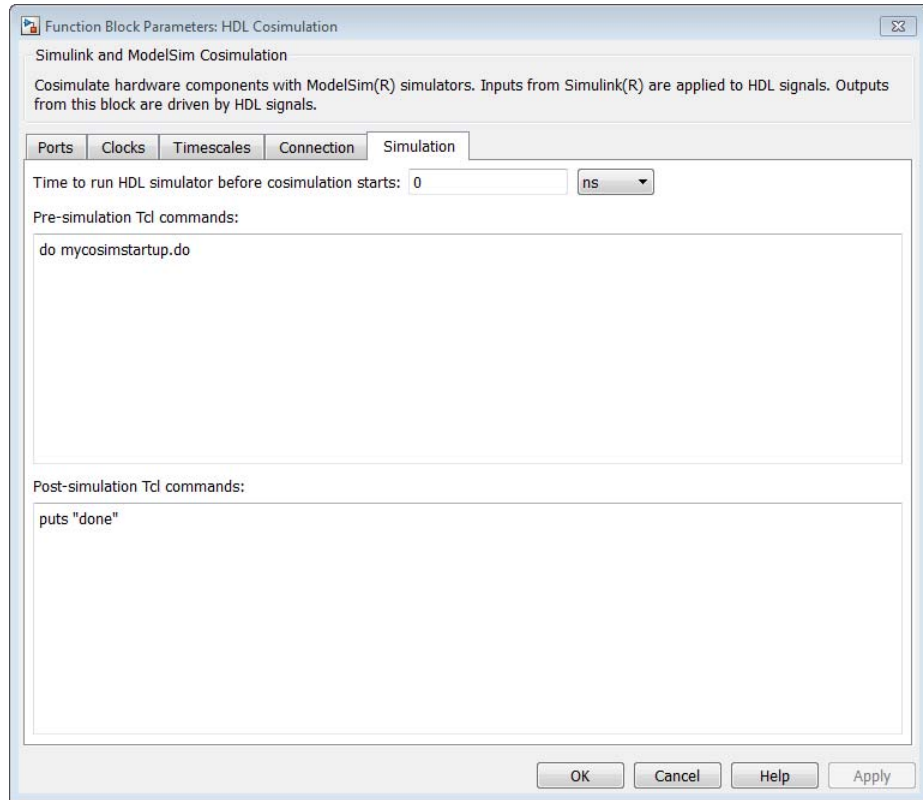 Function Block Parameters: HDL Cosimulation
Simulink and ModelSim Cosimulation
Cosimulate hardware components with ModelSim(R) simulators. Inputs from Simulink(R) are applied to HDL signals. Outputs
from this block are driven by HDL signals.
Ports Clocks Timescales Connection Simulation
Time to run HDL simulator before cosimulation starts: 0 ns
Pre-simulation Tcl commands:
do mycosimstartup.do
Post-simulation Tcl commands:
puts "done"
OK Cancel Help Apply